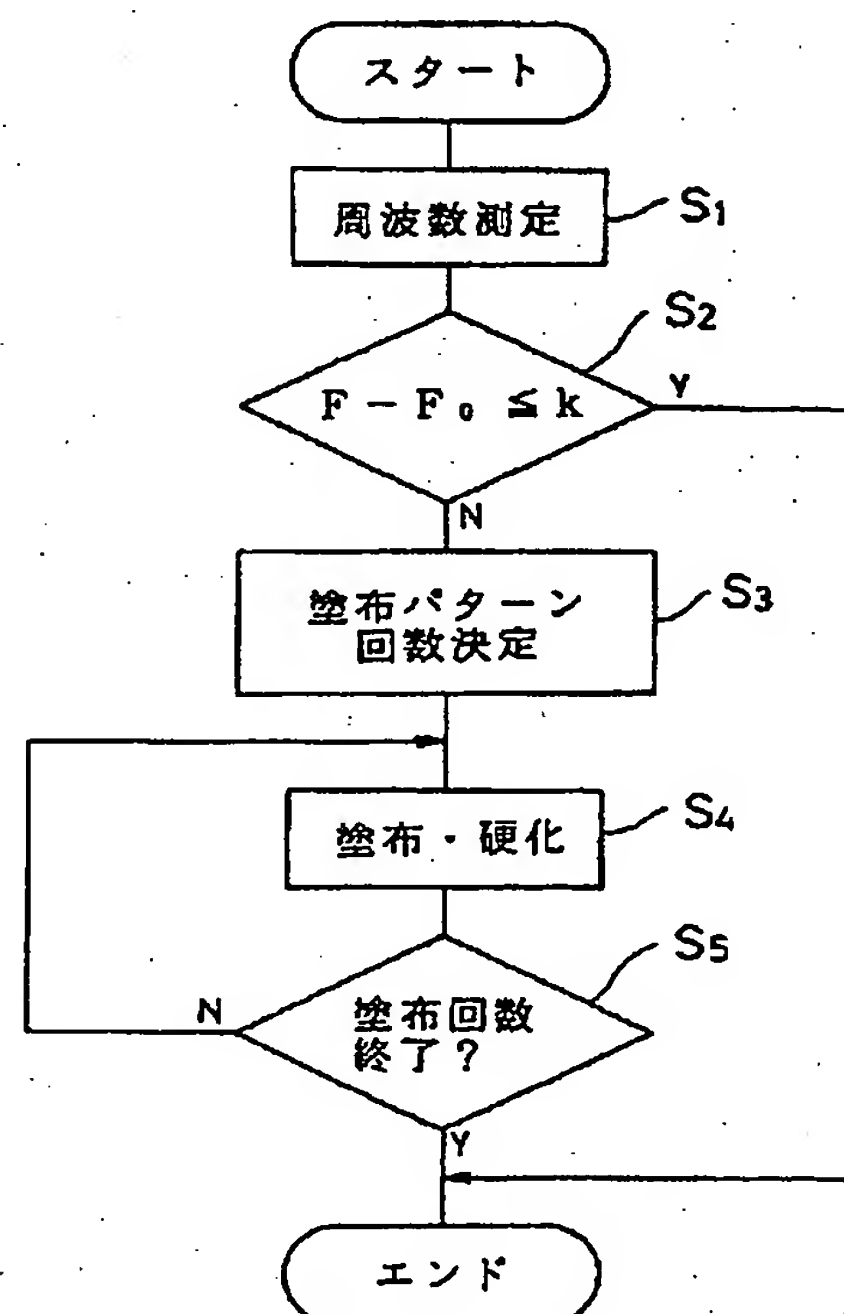 スタート
周波数測定
S1
S2
F － F₀ ≦ k
Y
N
塗布パターン
回数決定
S3
塗布・硬化
S4
S5
N
塗布回数
終了？
Y
エンド